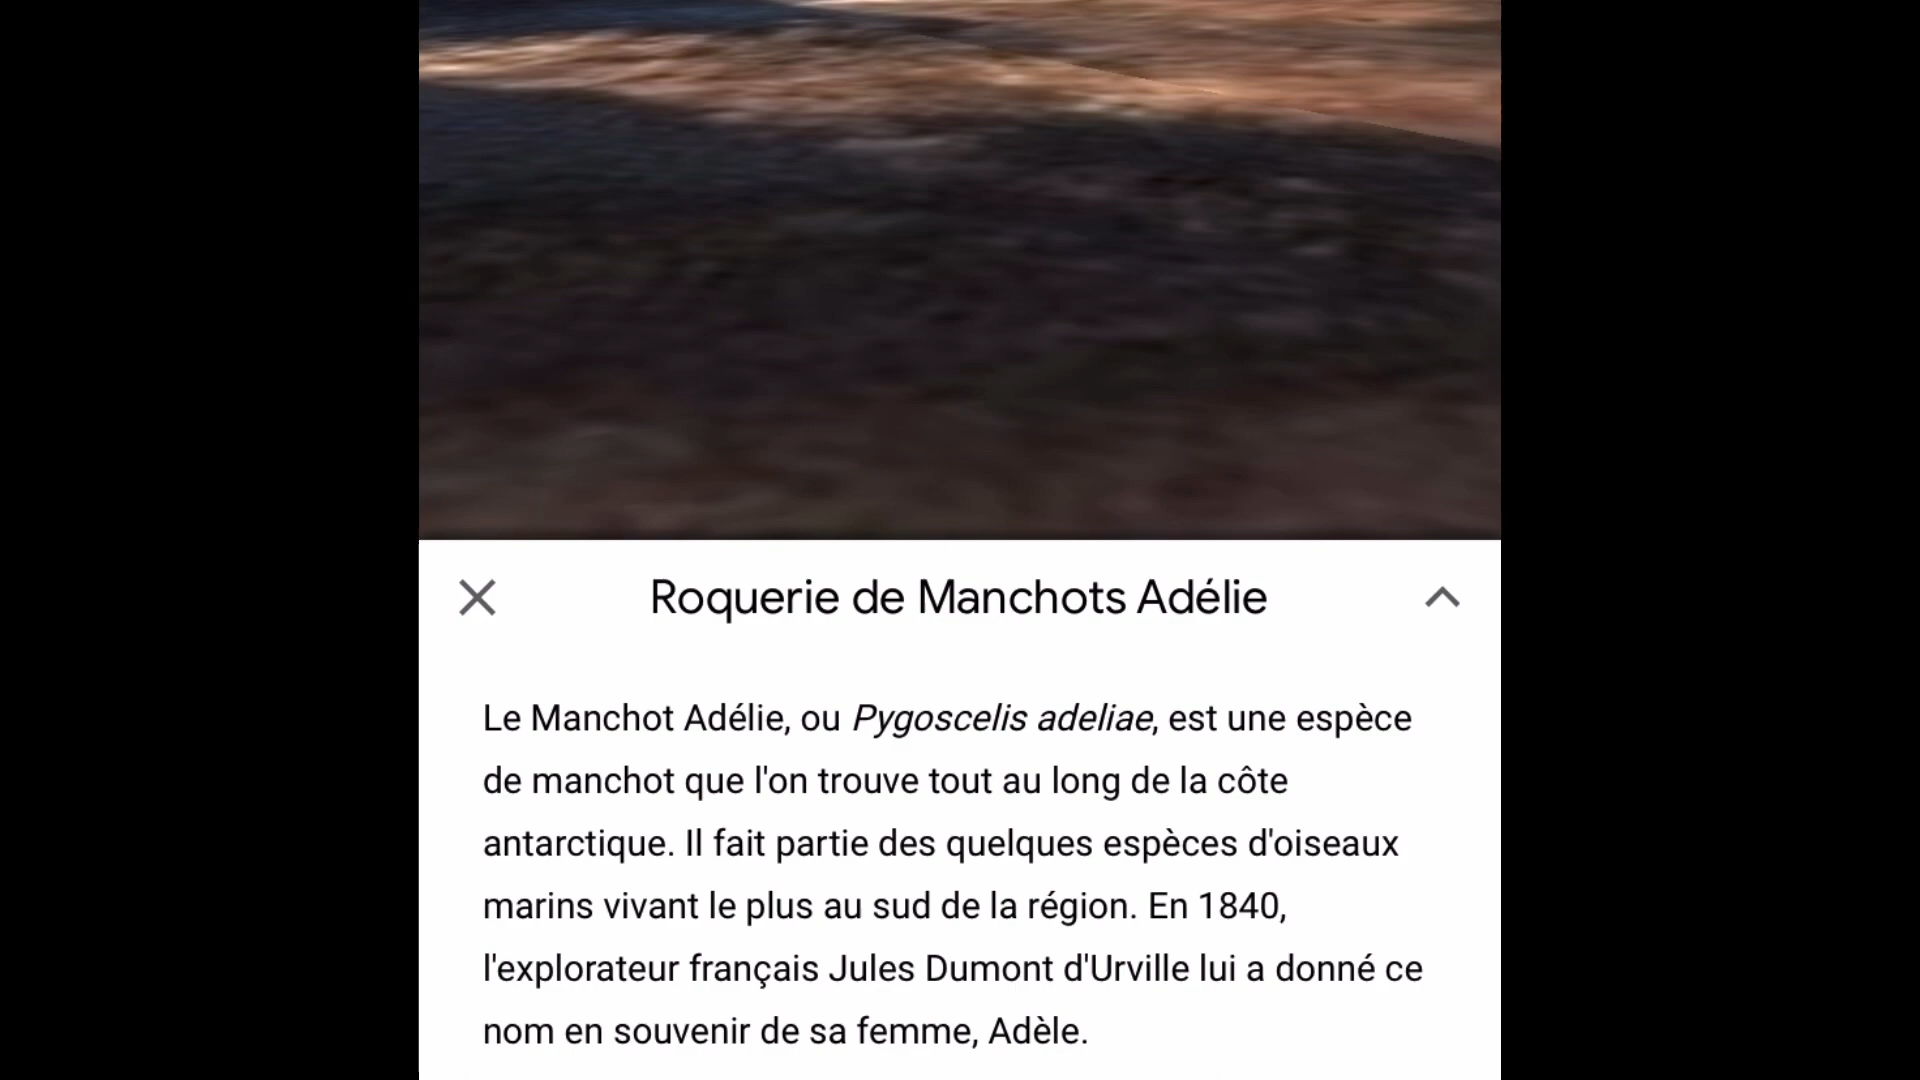 Roquerie de Manchots Adélie
Le Manchot Adélie, ou Pygoscelis adeliae, est une espèce
de manchot que l'on trouve tout au long de la côte
antarctique. Il fait partie des quelques espèces d'oiseaux
marins vivant le plus au sud de la région. En 1840,
l'explorateur français Jules Dumont d'Urville lui a donné ce
nom en souvenir de sa femme, Adèle.